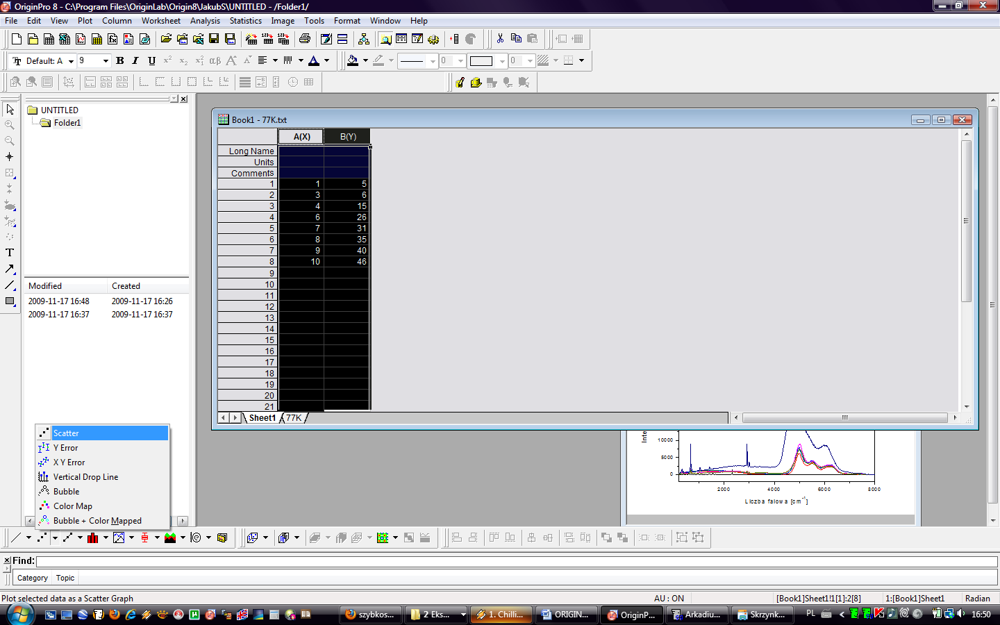 OriginPro 8 - C:\Program Files\OriginLab\Origin8\JakubS\UNTITLED - /Folder1/
File Edit View Plot Column Worksheet Analysis Statistics Image Tools Format Window Help
Default: A 9 B I U
0 0
UNTITLED
Folder1
Modified Created
2009-11-17 16:48 2009-11-17 16:26
2009-11-17 16:37 2009-11-17 16:37
Book1 - 77K.txt
A(X) B(Y)
Long Name
Units
Comments
1 1 5
2 3 6
3 4 15
4 6 26
5 7 31
6 8 35
7 9 40
8 10 46
9
10
11
12
13
14
15
16
17
18
19
20
21
Sheet1 77K
Inte
10000
5000
0
2000 4000 6000 8000
Liczba falowa [cm-1]
Scatter
Y Error
X Y Error
Vertical Drop Line
Bubble
Color Map
Bubble + Color Mapped
Find:
Category Topic
Plot selected data as a Scatter Graph AU : ON [Book1]Sheet1!1[1]:2[8] 1:[Book1]Sheet1 Radian
szybkos... 2 Eks... 1. Chilli... ORIGIN... OriginP... Arkadiu... Skrzynk... PL 16:50